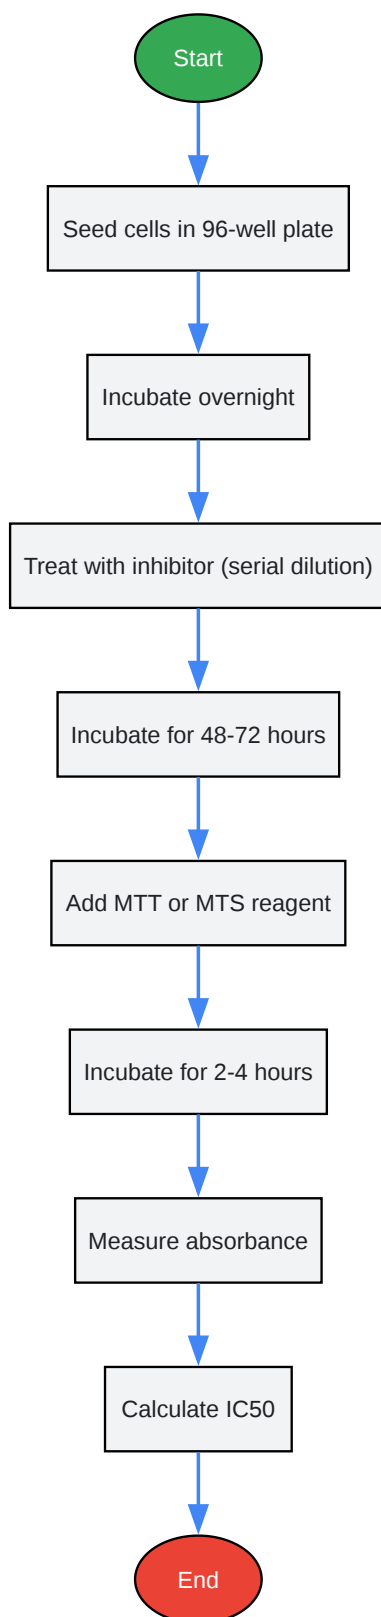 Start
Seed cells in 96-well plate
Incubate overnight
Treat with inhibitor (serial dilution)
Incubate for 48-72 hours
Add MTT or MTS reagent
Incubate for 2-4 hours
Measure absorbance
Calculate IC50
End